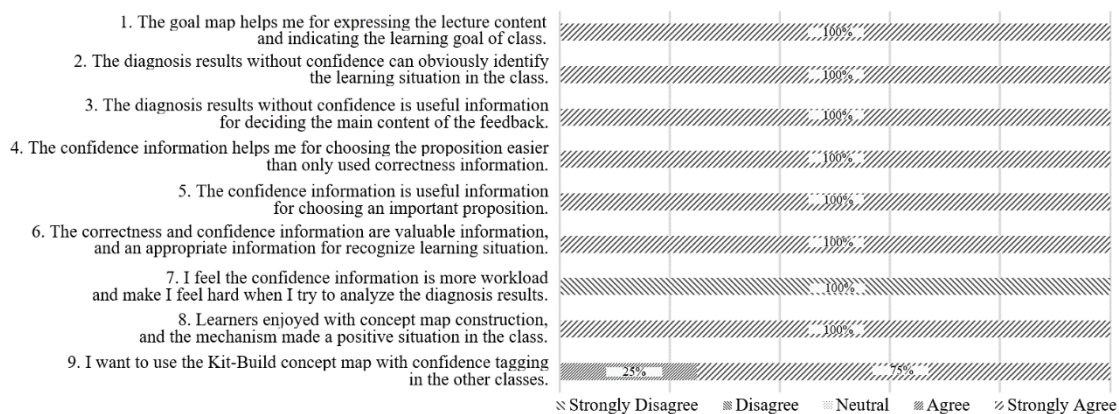 1. The goal map helps me for expressing the lecture content
and indicating the learning goal of class.
100%
2. The diagnosis results without confidence can obviously identify
the learning situation in the class.
100%
3. The diagnosis results without confidence is useful information
for deciding the main content of the feedback.
100%
4. The confidence information helps me for choosing the proposition easier
than only used correctness information.
100%
5. The confidence information is useful information
for choosing an important proposition.
100%
6. The correctness and confidence information are valuable information,
and an appropriate information for recognize learning situation.
100%
7. I feel the confidence information is more workload
and make I feel hard when I try to analyze the diagnosis results.
100%
8. Learners enjoyed with concept map construction,
and the mechanism made a positive situation in the class.
100%
9. I want to use the Kit-Build concept map with confidence tagging
in the other classes.
25% 75%
Strongly Disagree Disagree Neutral Agree Strongly Agree